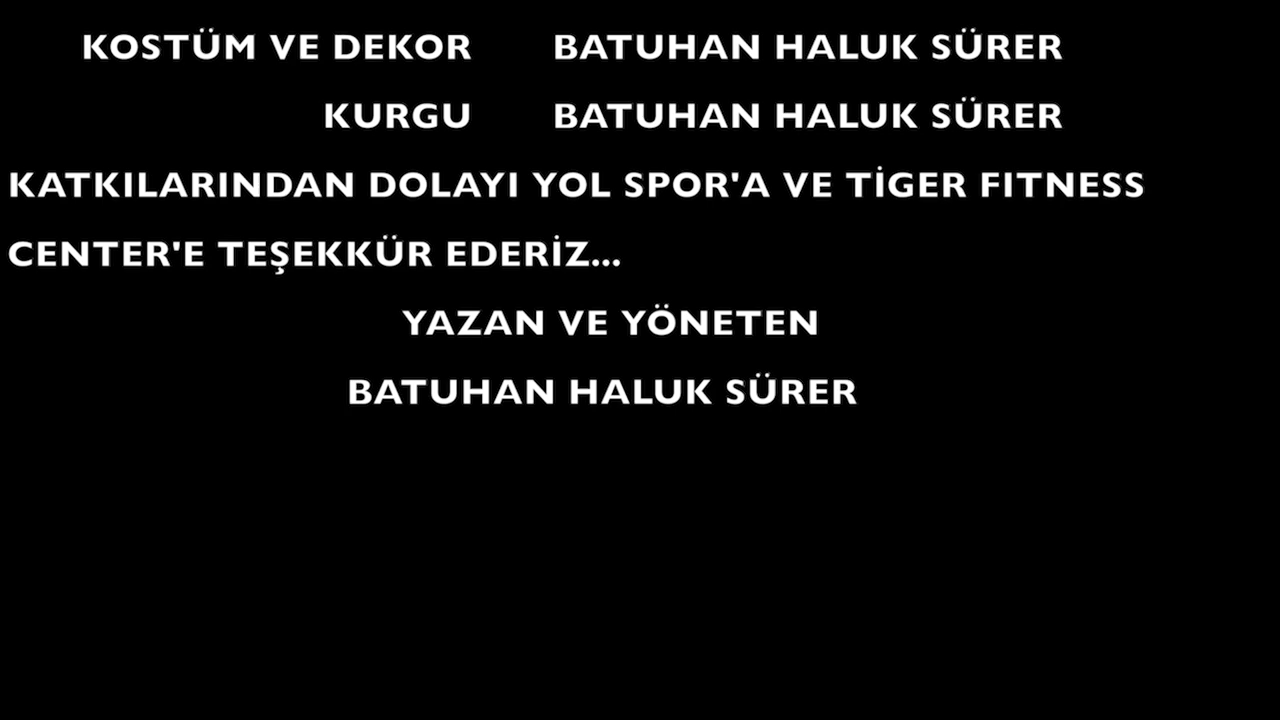 KOSTÜM VE DEKOR BATUHAN HALUK SÜRER
KURGU BATUHAN HALUK SÜRER
KATKILARINDAN DOLAYI YOL SPOR'A VE TİGER FITNESS
CENTER'E TEŞEKKÜR EDERİZ...
YAZAN VE YÖNETEN
BATUHAN HALUK SÜRER